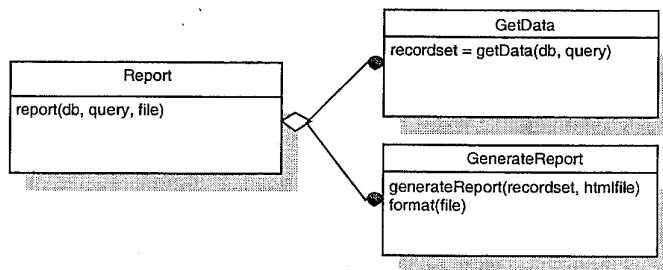 Report
report(db, query, file)
GetData
recordset = getData(db, query)
GenerateReport
generateReport(recordset, htmlfile)
format(file)